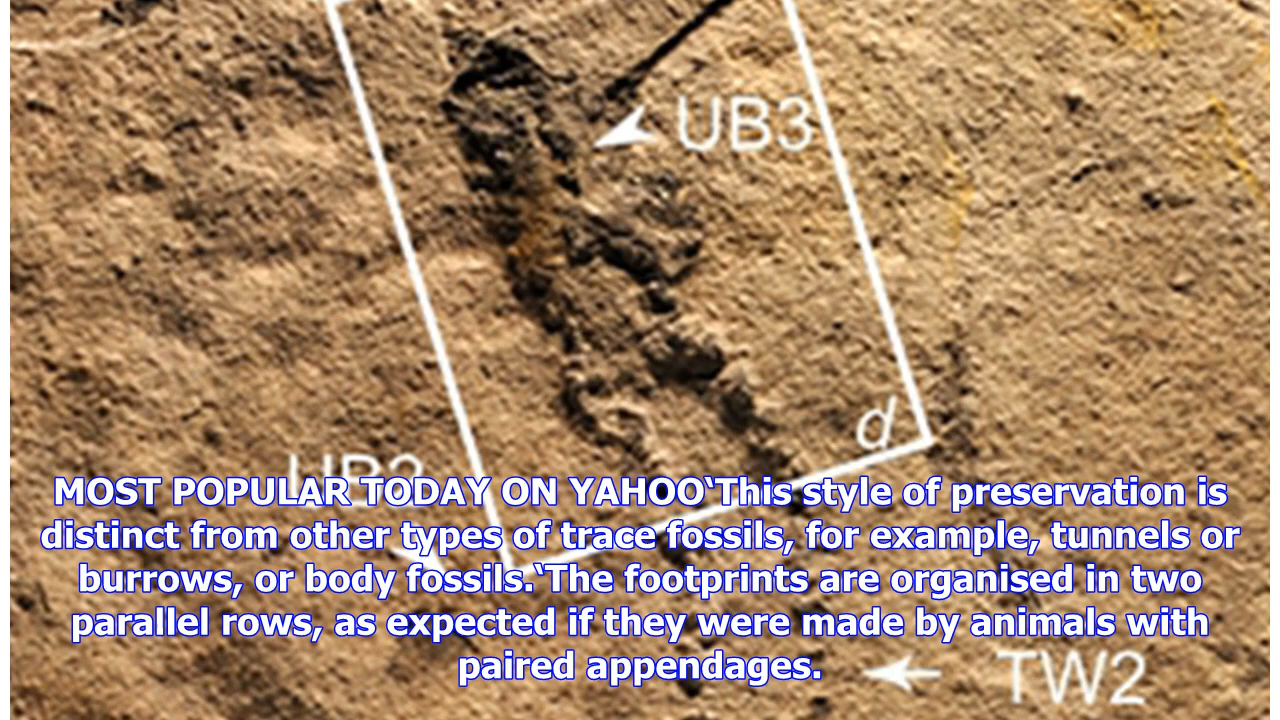 UB3
d
UB2
MOST POPULAR TODAY ON YAHOO‘This style of preservation is
distinct from other types of trace fossils, for example, tunnels or
burrows, or body fossils.‘The footprints are organised in two
parallel rows, as expected if they were made by animals with
paired appendages.
TW2